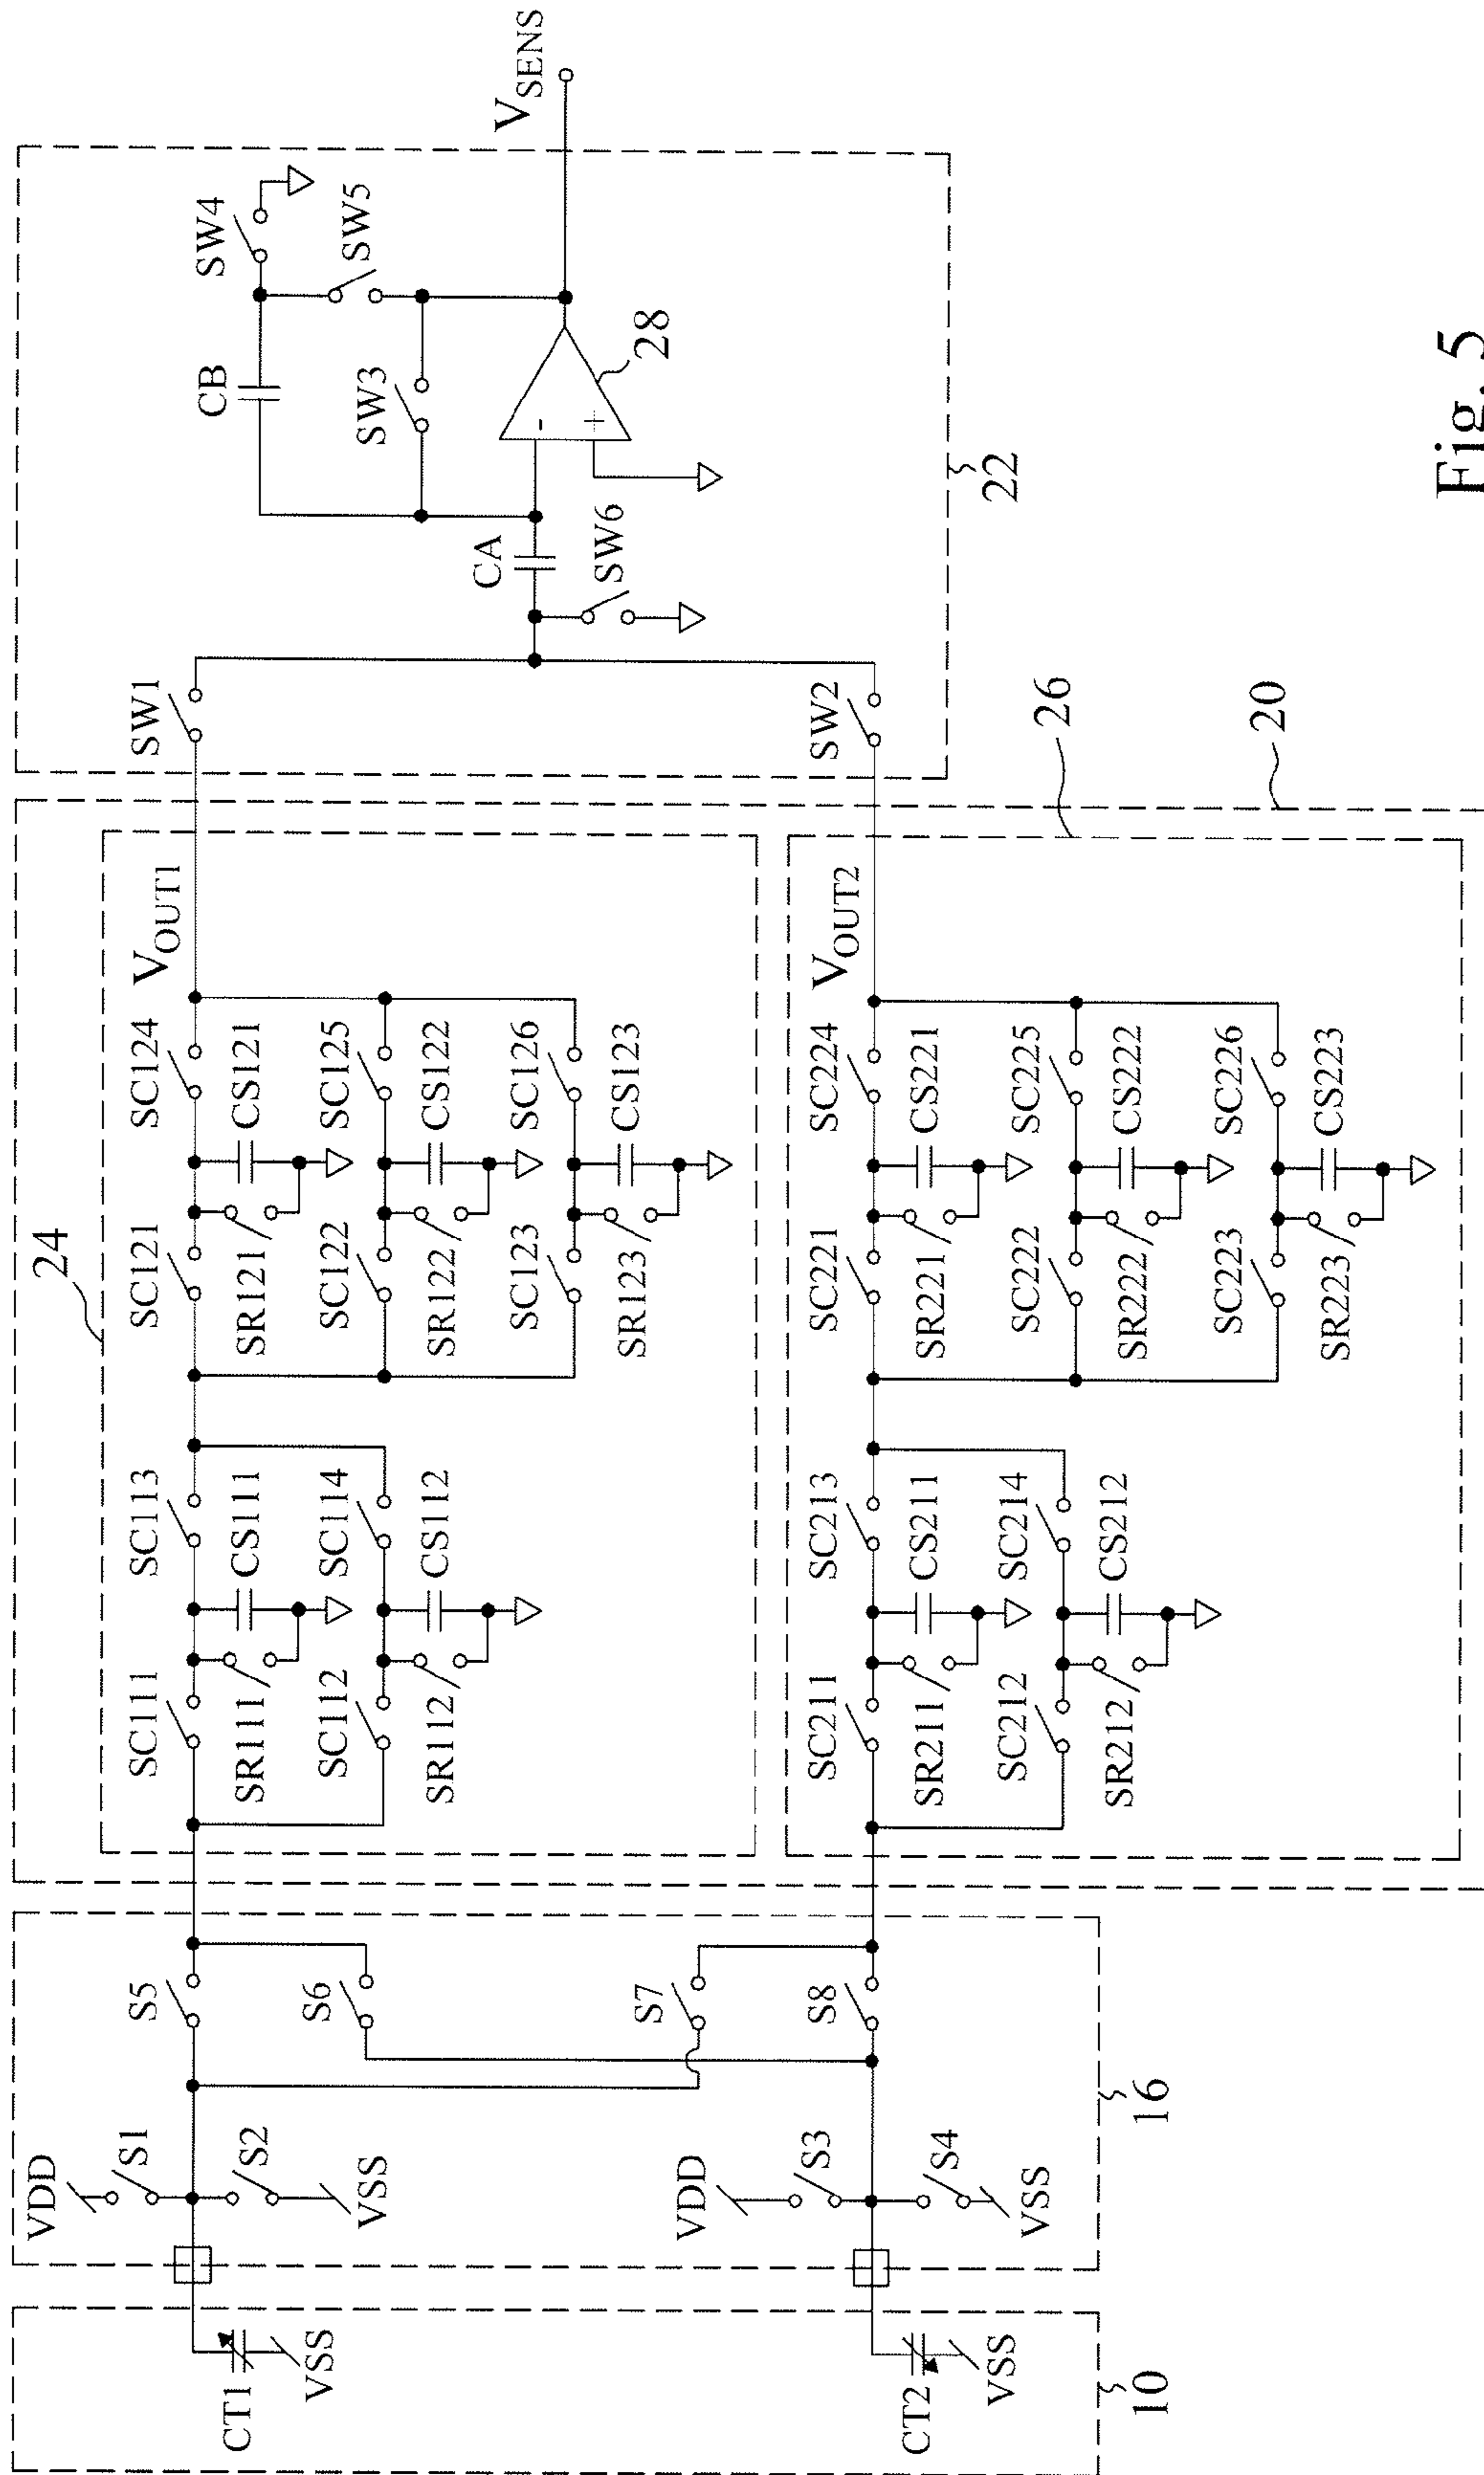 CT1
VSS
CT2
VSS
10
VDD
S1
S2
VSS
VDD
S3
S4
VSS
S5
S6
S7
S8
16
24
SC111
SC113
SR111
CS111
SC112
SC114
SR112
CS112
SC121
SC124
SR121
CS121
SC122
SC125
SR122
CS122
SC123
SC126
SR123
CS123
VOUT1
SC211
SC213
SR211
CS211
SC212
SC214
SR212
CS212
SC221
SC224
SR221
CS221
SC222
SC225
SR222
CS222
SC223
SC226
SR223
CS223
VOUT2
26
20
SW1
SW2
CA
SW6
CB
SW3
SW4
SW5
-
+
28
22
VSENS
Fig. 5